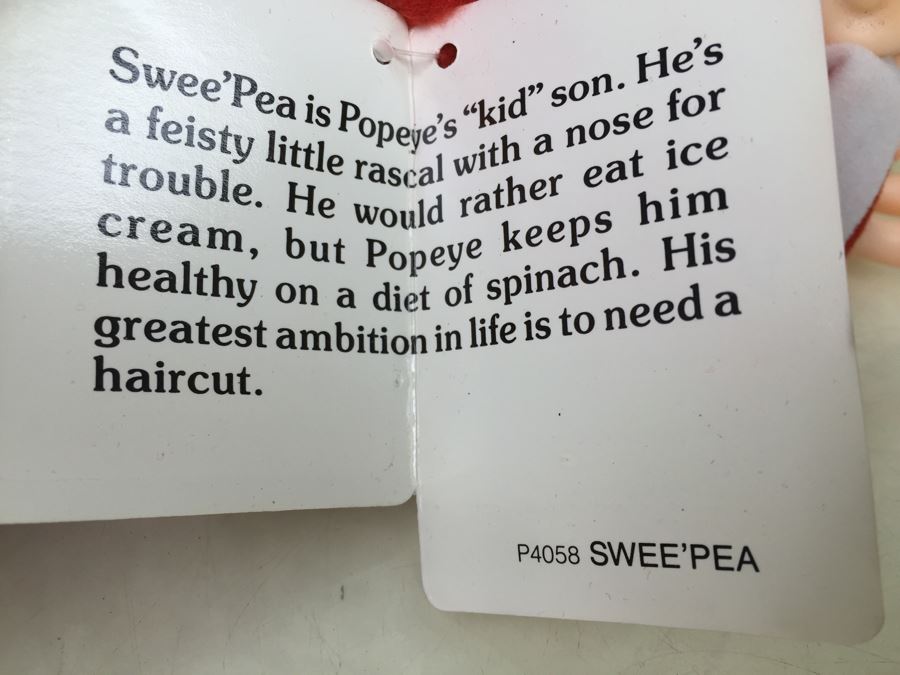 Swee'Pea is Popeye's "kid" son. He's
a feisty little rascal with a nose for
trouble. He would rather eat ice
cream, but Popeye keeps him
healthy on a diet of spinach. His
greatest ambition in life is to need a
haircut.
P4058 SWEE'PEA